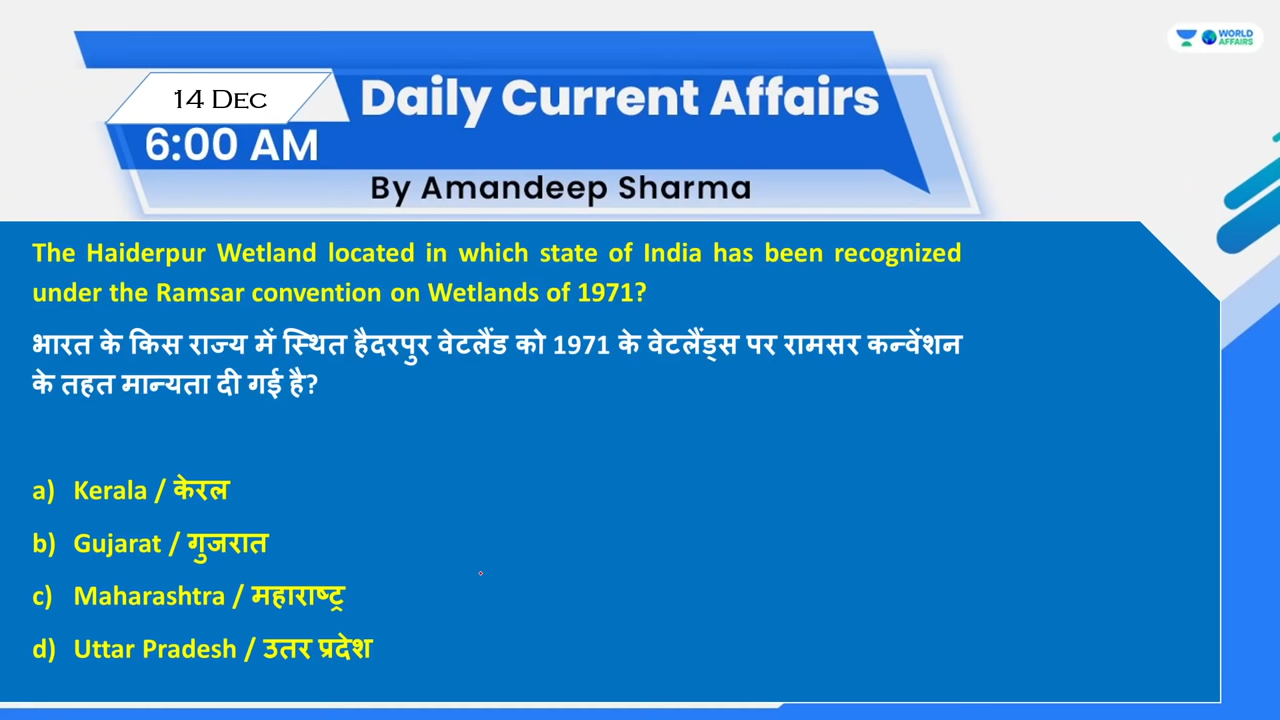 WORLD
AFFAIRS
14 DEC
Daily Current Affairs
6:00 AM
By Amandeep Sharma
The Haiderpur Wetland located in which state of India has been recognized
under the Ramsar convention on Wetlands of 1971?
भारत के किस राज्य में स्थित हैदरपुर वेटलैंड को 1971 के वेटलैंड्स पर रामसर कन्वेंशन
के तहत मान्यता दी गई है?
a) Kerala / केरल
b) Gujarat / गुजरात
c) Maharashtra / महाराष्ट्र
d) Uttar Pradesh / उतर प्रदेश